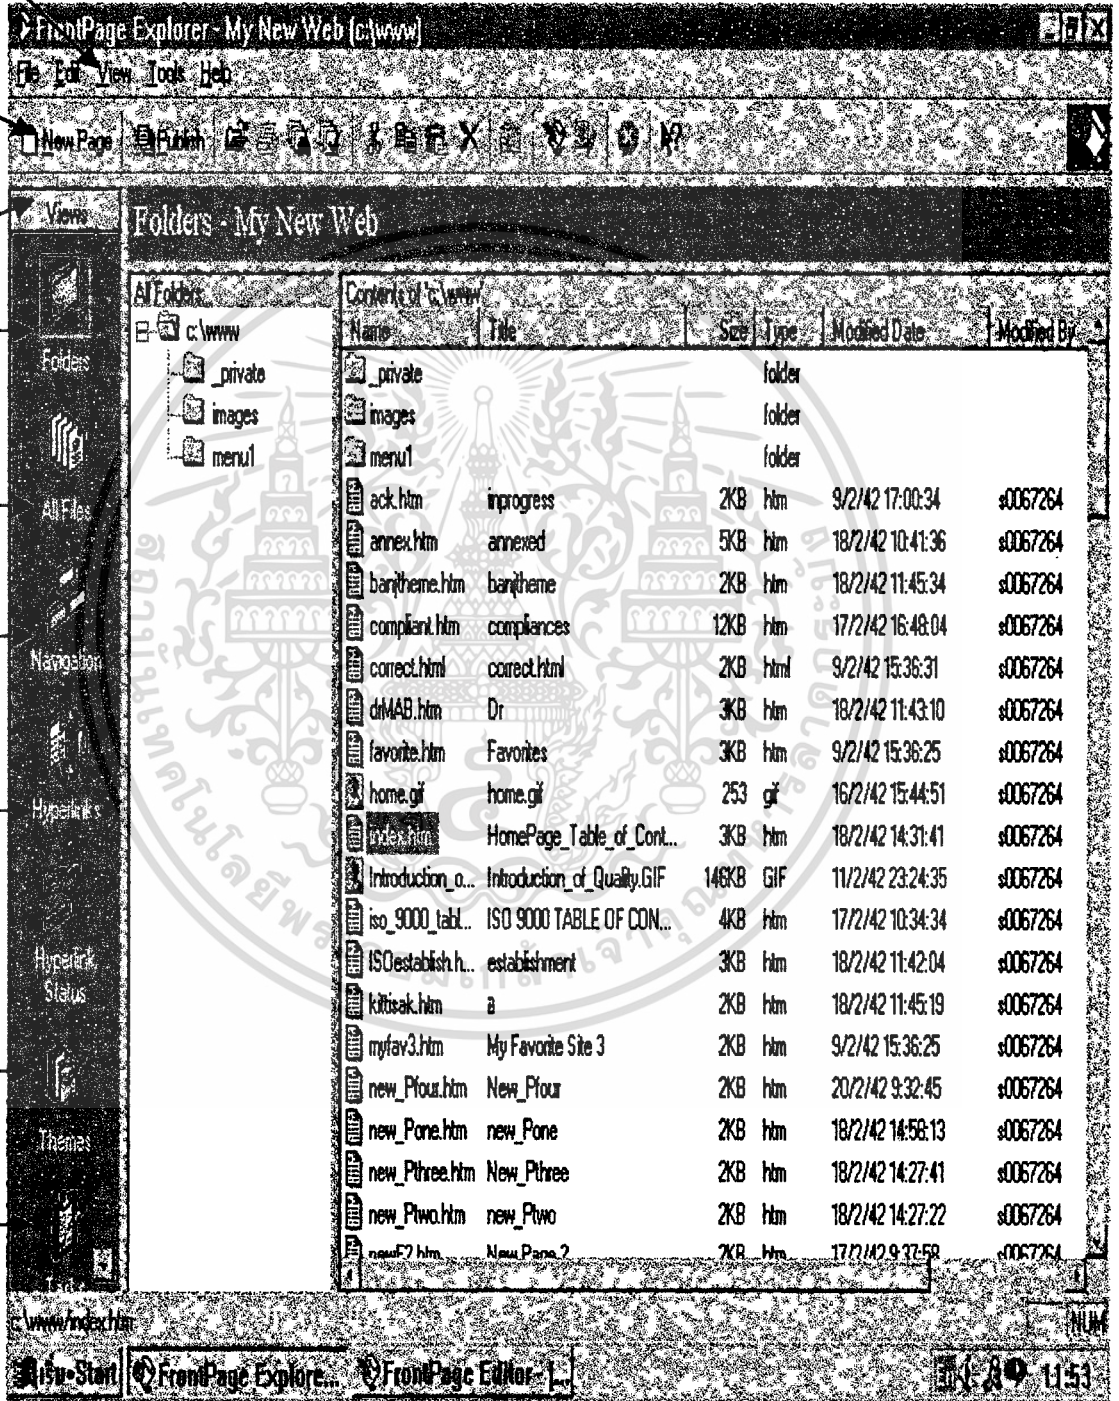 FrontPage Explorer - My New Web (c:\www)
File Edit View Tools Help
New Page Publish
Views
Folders - My New Web
All Folders
Contents of 'c:\www'
c:\www
_private
images
menu1
Name Title Size Type Modified Date Modified By
_private folder
images folder
menu1 folder
ack.htm inprogress 2KB htm 9/2/42 17:00:34 s0067264
annex.htm annexed 5KB htm 18/2/42 10:41:36 s0067264
banjtheme.htm banjtheme 2KB htm 18/2/42 11:45:34 s0067264
compliant.htm compliances 12KB htm 17/2/42 16:48:04 s0067264
correct.html correct.html 2KB html 9/2/42 15:36:31 s0067264
drMAB.htm Dr 3KB htm 18/2/42 11:43:10 s0067264
favorite.htm Favorites 3KB htm 9/2/42 15:36:25 s0067264
home.gif home.gif 253 gif 16/2/42 15:44:51 s0067264
index.htm HomePage_Table_of_Cont... 3KB htm 18/2/42 14:31:41 s0067264
Introduction_o... Introduction_of_Quality.GIF 146KB GIF 11/2/42 23:24:35 s0067264
iso_9000_tabl... ISO 9000 TABLE OF CON... 4KB htm 17/2/42 10:34:34 s0067264
ISOestablish.h... establishment 3KB htm 18/2/42 11:42:04 s0067264
kittisak.htm a 2KB htm 18/2/42 11:45:19 s0067264
myfav3.htm My Favorite Site 3 2KB htm 9/2/42 15:36:25 s0067264
new_Pfour.htm New_Pfour 2KB htm 20/2/42 9:32:45 s0067264
new_Pone.htm new_Pone 2KB htm 18/2/42 14:58:13 s0067264
new_Pthree.htm New_Pthree 2KB htm 18/2/42 14:27:41 s0067264
new_Ptwo.htm new_Ptwo 2KB htm 18/2/42 14:27:22 s0067264
newE2.htm New Page 2 2KB htm 17/2/42 9:37:58 s0067264
Folders
All Files
Navigation
Hyperlinks
Hyperlink
Status
Themes
c:\www/index.htm
NUM
เริ่ม-Start FrontPage Explore... FrontPage Editor - [...
11:53